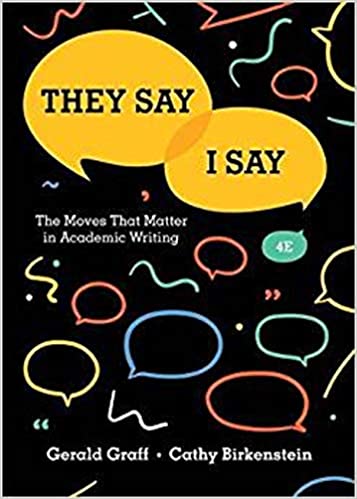 THEY SAY
I SAY
The Moves That Matter
in Academic Writing
4E
Gerald Graff • Cathy Birkenstein